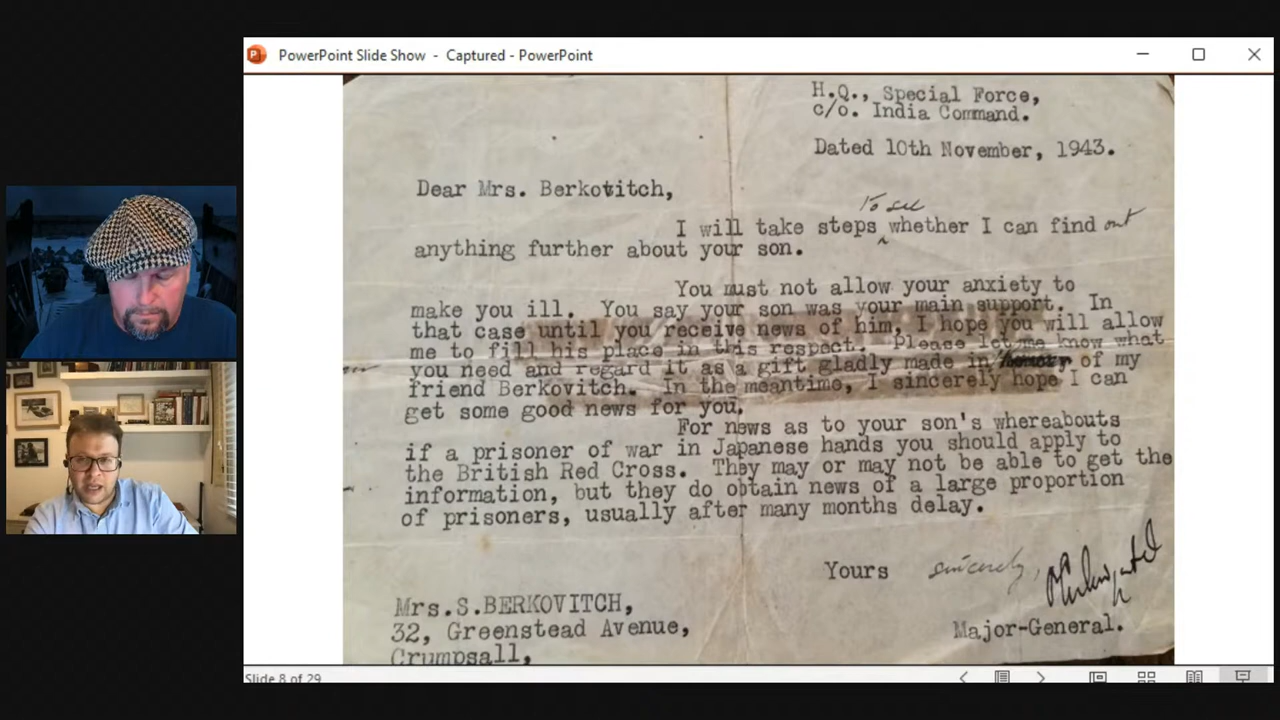 PowerPoint Slide Show - Captured - PowerPoint
H.Q., Special Force,
c/o. India Command.
Dated 10th November, 1943.
Dear Mrs. Berkovitch,
To see
I will take steps whether I can find out
anything further about your son.
You must not allow your anxiety to
make you ill. You say your son was your main support. In
that case until you receive news of him, I hope you will allow
me to fill his place in this respect. Please let me know what
you need and regard it as a gift gladly made in of my
friend Berkovitch. In the meantime, I sincerely hope I can
get some good news for you.
For news as to your son's whereabouts
if a prisoner of war in Japanese hands you should apply to
the British Red Cross. They may or may not be able to get the
information, but they do obtain news of a large proportion
of prisoners, usually after many months delay.
Yours sincerely,
Major-General.
Mrs.S.BERKOVITCH,
32, Greenstead Avenue,
Crumpsall,
Slide 8 of 29